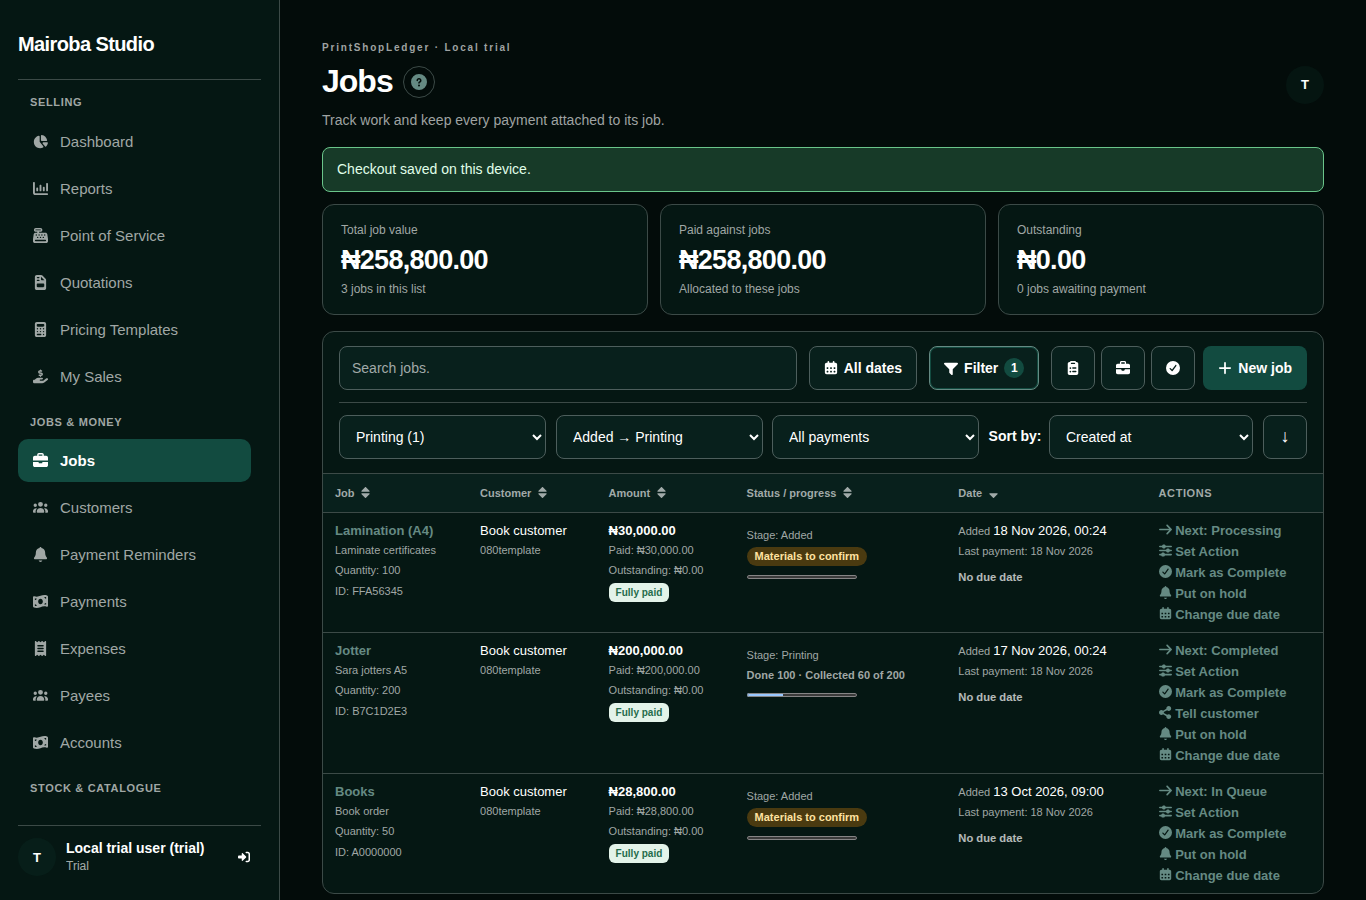 Mairoba Studio
SELLING
Dashboard
Reports
Point of Service
Quotations
Pricing Templates
My Sales
JOBS & MONEY
Jobs
Customers
Payment Reminders
Payments
Expenses
Payees
Accounts
STOCK & CATALOGUE
T
Local trial user (trial)
Trial
PrintShopLedger · Local trial
Jobs ?
T
Track work and keep every payment attached to its job.
Checkout saved on this device.
Total job value
₦258,800.00
3 jobs in this list
Paid against jobs
₦258,800.00
Allocated to these jobs
Outstanding
₦0.00
0 jobs awaiting payment
Search jobs.
All dates
Filter 1
+ New job
Printing (1)
Added → Printing
All payments
Sort by:
Created at
↓
Job
Customer
Amount
Status / progress
Date
ACTIONS
Lamination (A4)
Laminate certificates
Quantity: 100
ID: FFA56345
Book customer
080template
₦30,000.00
Paid: ₦30,000.00
Outstanding: ₦0.00
Fully paid
Stage: Added
Materials to confirm
Added 18 Nov 2026, 00:24
Last payment: 18 Nov 2026
No due date
Next: Processing
Set Action
Mark as Complete
Put on hold
Change due date
Jotter
Sara jotters A5
Quantity: 200
ID: B7C1D2E3
Book customer
080template
₦200,000.00
Paid: ₦200,000.00
Outstanding: ₦0.00
Fully paid
Stage: Printing
Done 100 · Collected 60 of 200
Added 17 Nov 2026, 00:24
Last payment: 18 Nov 2026
No due date
Next: Completed
Set Action
Mark as Complete
Tell customer
Put on hold
Change due date
Books
Book order
Quantity: 50
ID: A0000000
Book customer
080template
₦28,800.00
Paid: ₦28,800.00
Outstanding: ₦0.00
Fully paid
Stage: Added
Materials to confirm
Added 13 Oct 2026, 09:00
Last payment: 18 Nov 2026
No due date
Next: In Queue
Set Action
Mark as Complete
Put on hold
Change due date